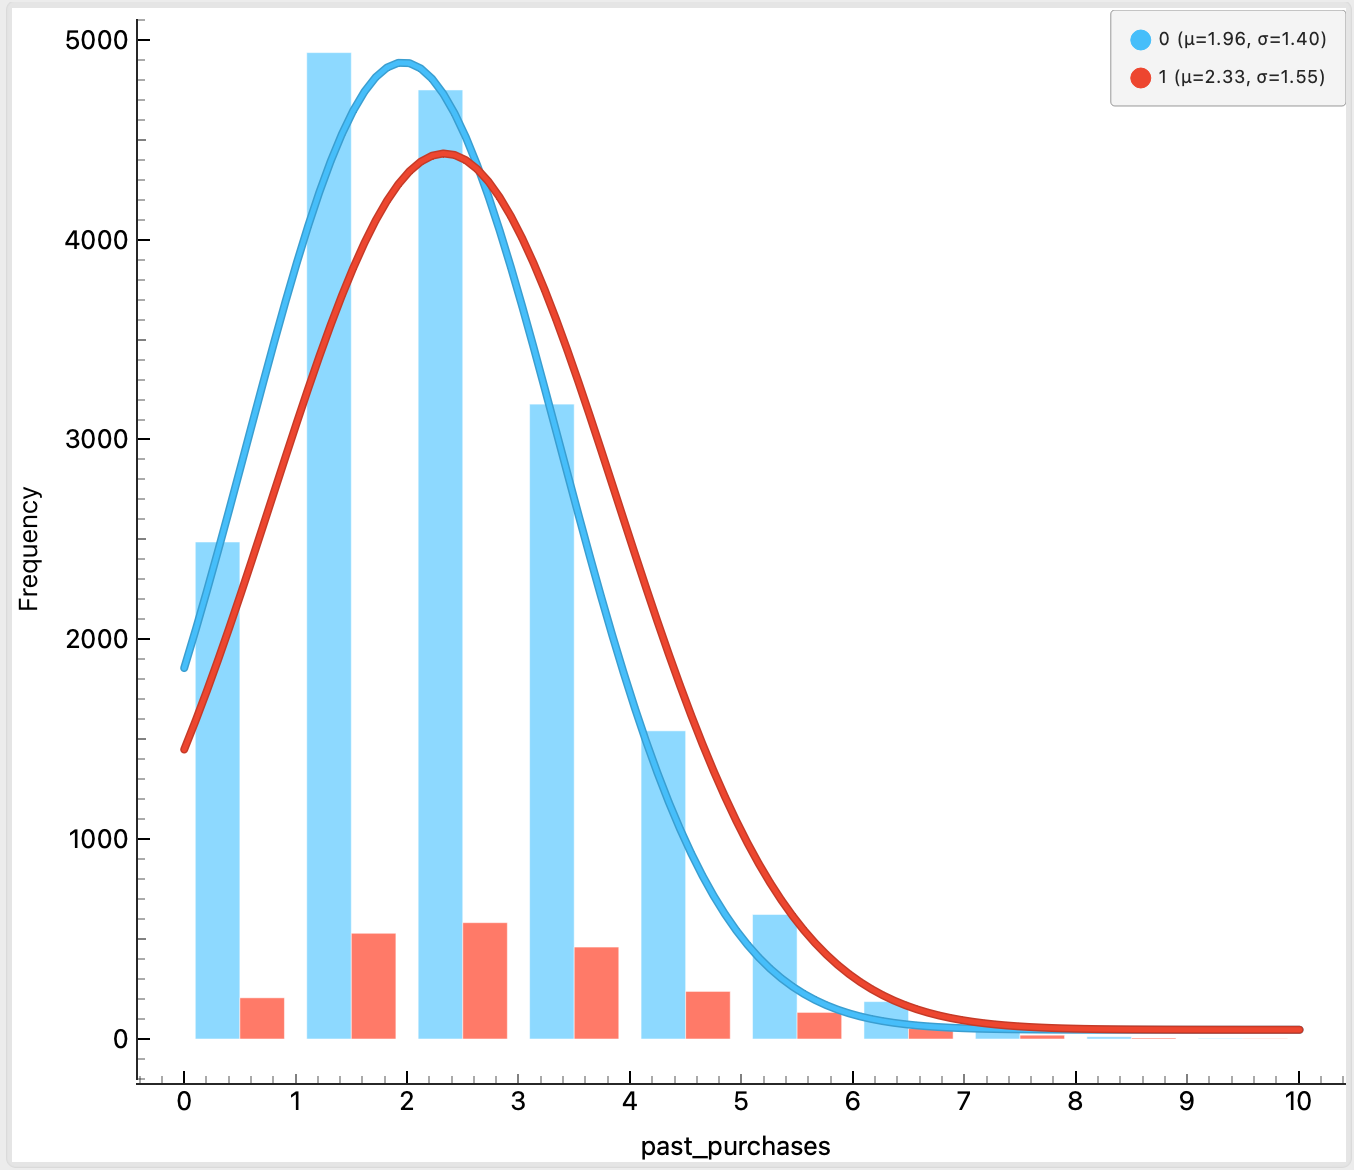 0 (μ=1.96, σ=1.40)
1 (μ=2.33, σ=1.55)
5000
4000
3000
2000
1000
0
Frequency
0 1 2 3 4 5 6 7 8 9 10
past_purchases